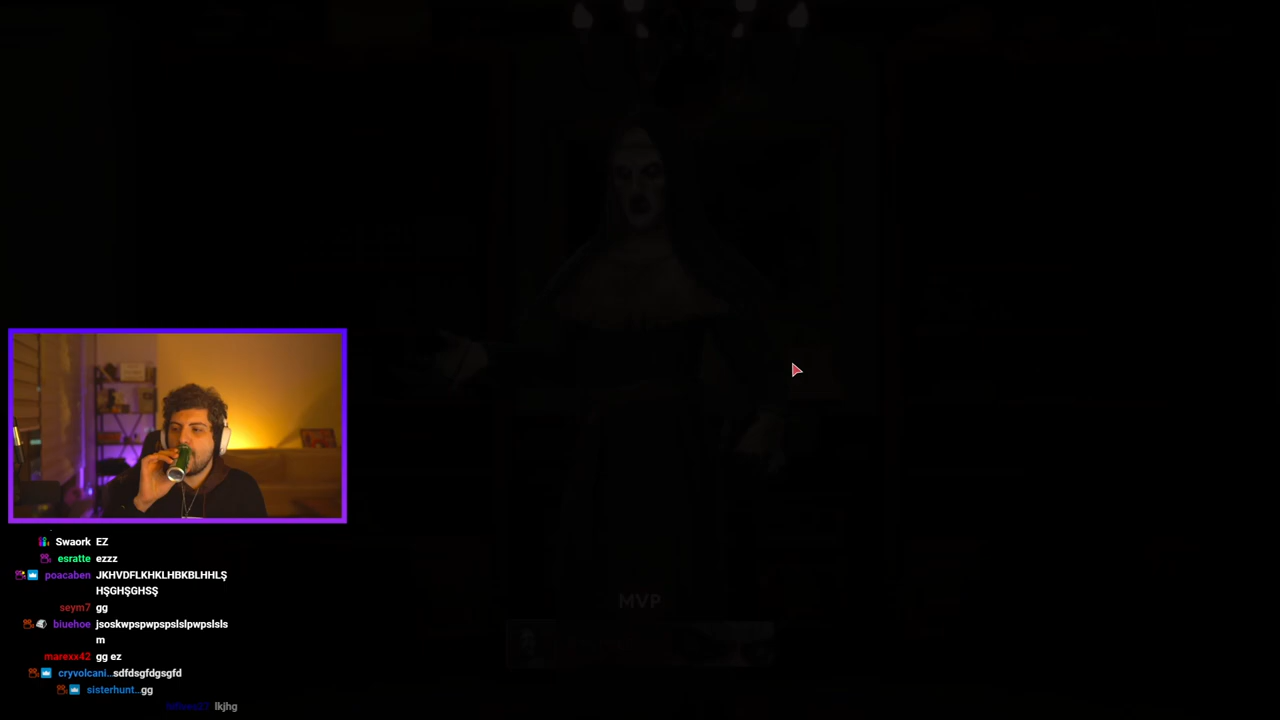 Swaork EZ
esratte ezzz
poacaben JKHVDFLKHKLHBKBLHHLŞ
HŞGHŞGHSŞ
seym7 gg
biuehoe jsoskwpspwpspslslpwpslsls
m
marexx42 gg ez
cryvolcani...sdfdsgfdgsgfd
sisterhunt...gg
lkjhg
MVP